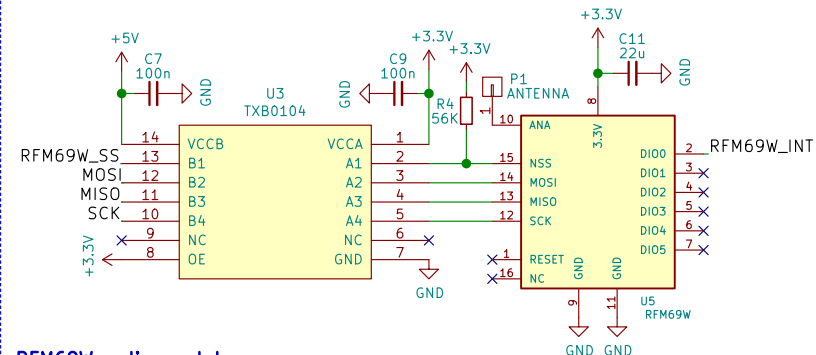 +5V
C7
100n
GND
+3.3V
C9
100n
GND
+3.3V
R4
56K
P1
ANTENNA
1
+3.3V
C11
22u
GND
U3
TXB0104
14 VCCB VCCA 1
RFM69W_SS 13 B1 A1 2
MOSI 12 B2 A2 3
MISO 11 B3 A3 4
SCK 10 B4 A4 5
9 NC NC 6
+3.3V 8 OE GND 7
GND
8
3.3V
10 ANA
15 NSS
14 MOSI
13 MISO
12 SCK
1 RESET
16 NC
DIO0 2 RFM69W_INT
DIO1 3
DIO2 4
DIO3 5
DIO4 6
DIO5 7
GND GND
9 11
U5
RFM69W
GND GND